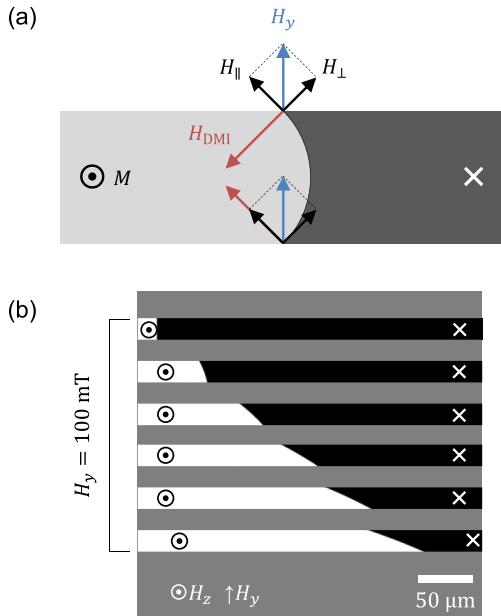 (a)
H_y
H_∥
H_⊥
H_DMI
M
(b)
H_y = 100 mT
H_z
H_y
50 μm